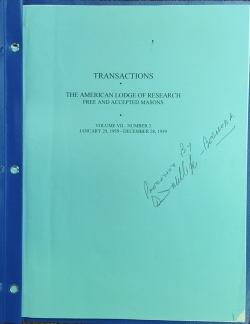 TRANSACTIONS
THE AMERICAN LODGE OF RESEARCH
FREE AND ACCEPTED MASONS.
VOLUME VII - NUMBER 3
JANUARY 29, 1959 - DECEMBER 28, 1959
By